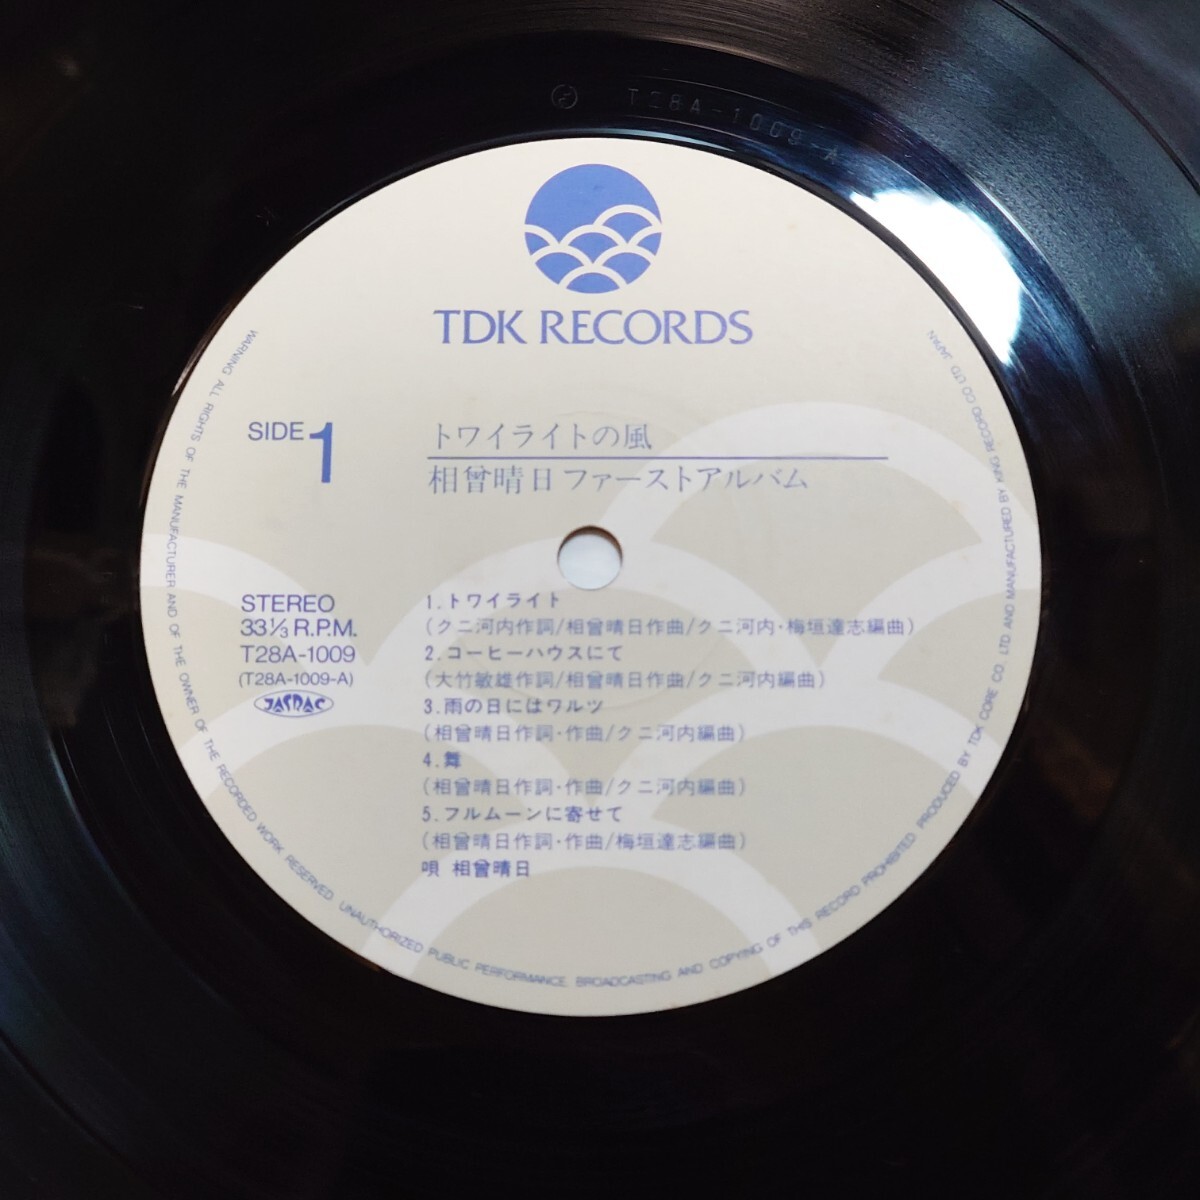 T28A-1009-A
TDK RECORDS
SIDE 1
トワイライトの風
相曾晴日ファーストアルバム
STEREO
33⅓ R.P.M.
T28A-1009
(T28A-1009-A)
JASRAC
1.トワイライト
(クニ河内作詞/相曾晴日作曲/クニ河内・梅垣達志編曲)
2.コーヒーハウスにて
(大竹敏雄作詞/相曾晴日作曲/クニ河内編曲)
3.雨の日にはワルツ
(相曾晴日作詞・作曲/クニ河内編曲)
4.舞
(相曾晴日作詞・作曲/クニ河内編曲)
5.フルムーンに寄せて
(相曾晴日作詞・作曲/梅垣達志編曲)
唄 相曾晴日
WARNING ALL RIGHTS OF THE MANUFACTURER AND OF THE OWNER OF THE RECORDED WORK RESERVED. UNAUTHORIZED PUBLIC PERFORMANCE, BROADCASTING AND COPYING OF THIS RECORD PROHIBITED. PRODUCED BY TDK CORE CO., LTD AND MANUFACTURED BY KING RECORD CO LTD. JAPAN